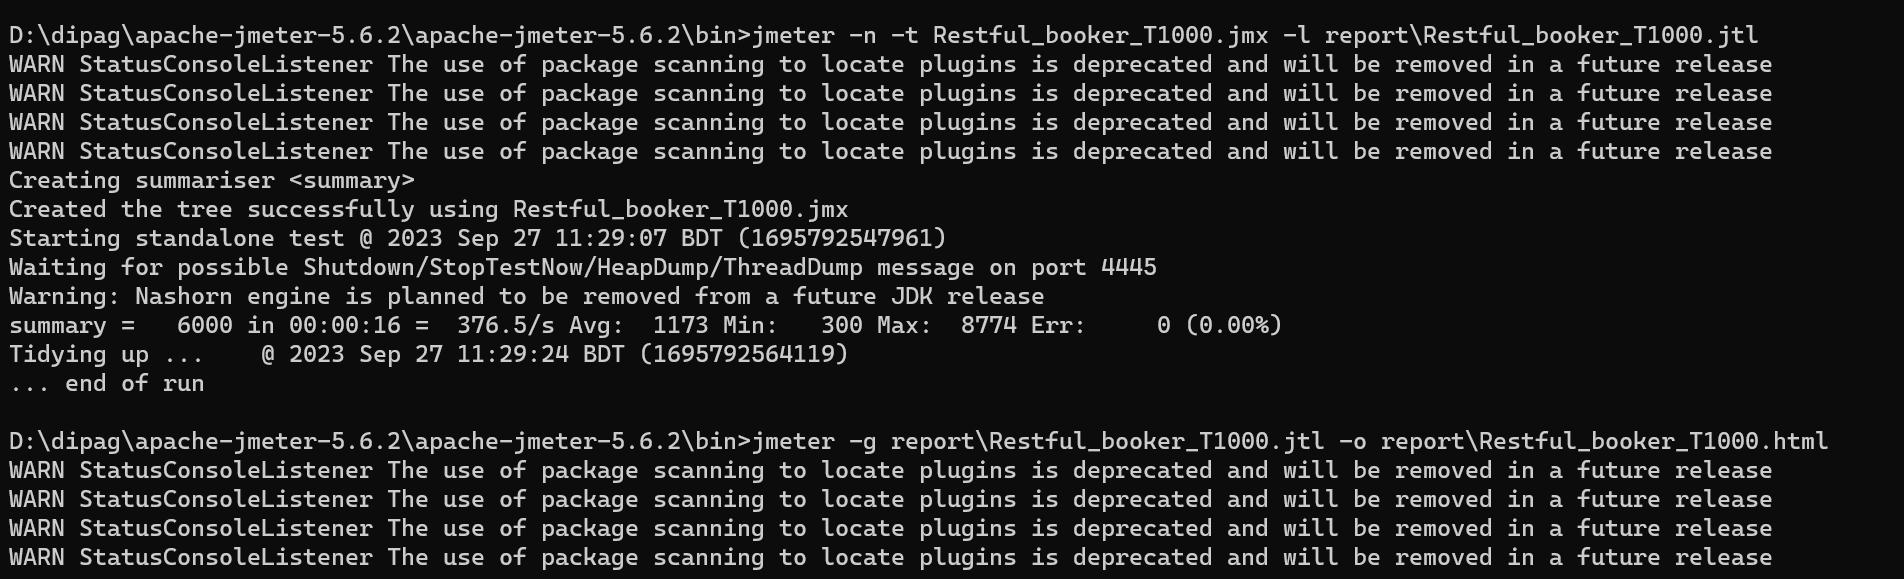 D:\dipag\apache-jmeter-5.6.2\apache-jmeter-5.6.2\bin>jmeter -n -t Restful_booker_T1000.jmx -l report\Restful_booker_T1000.jtl
WARN StatusConsoleListener The use of package scanning to locate plugins is deprecated and will be removed in a future release
WARN StatusConsoleListener The use of package scanning to locate plugins is deprecated and will be removed in a future release
WARN StatusConsoleListener The use of package scanning to locate plugins is deprecated and will be removed in a future release
WARN StatusConsoleListener The use of package scanning to locate plugins is deprecated and will be removed in a future release
Creating summariser <summary>
Created the tree successfully using Restful_booker_T1000.jmx
Starting standalone test @ 2023 Sep 27 11:29:07 BDT (1695792547961)
Waiting for possible Shutdown/StopTestNow/HeapDump/ThreadDump message on port 4445
Warning: Nashorn engine is planned to be removed from a future JDK release
summary =   6000 in 00:00:16 =  376.5/s Avg:  1173 Min:   300 Max:  8774 Err:     0 (0.00%)
Tidying up ...    @ 2023 Sep 27 11:29:24 BDT (1695792564119)
... end of run
D:\dipag\apache-jmeter-5.6.2\apache-jmeter-5.6.2\bin>jmeter -g report\Restful_booker_T1000.jtl -o report\Restful_booker_T1000.html
WARN StatusConsoleListener The use of package scanning to locate plugins is deprecated and will be removed in a future release
WARN StatusConsoleListener The use of package scanning to locate plugins is deprecated and will be removed in a future release
WARN StatusConsoleListener The use of package scanning to locate plugins is deprecated and will be removed in a future release
WARN StatusConsoleListener The use of package scanning to locate plugins is deprecated and will be removed in a future release